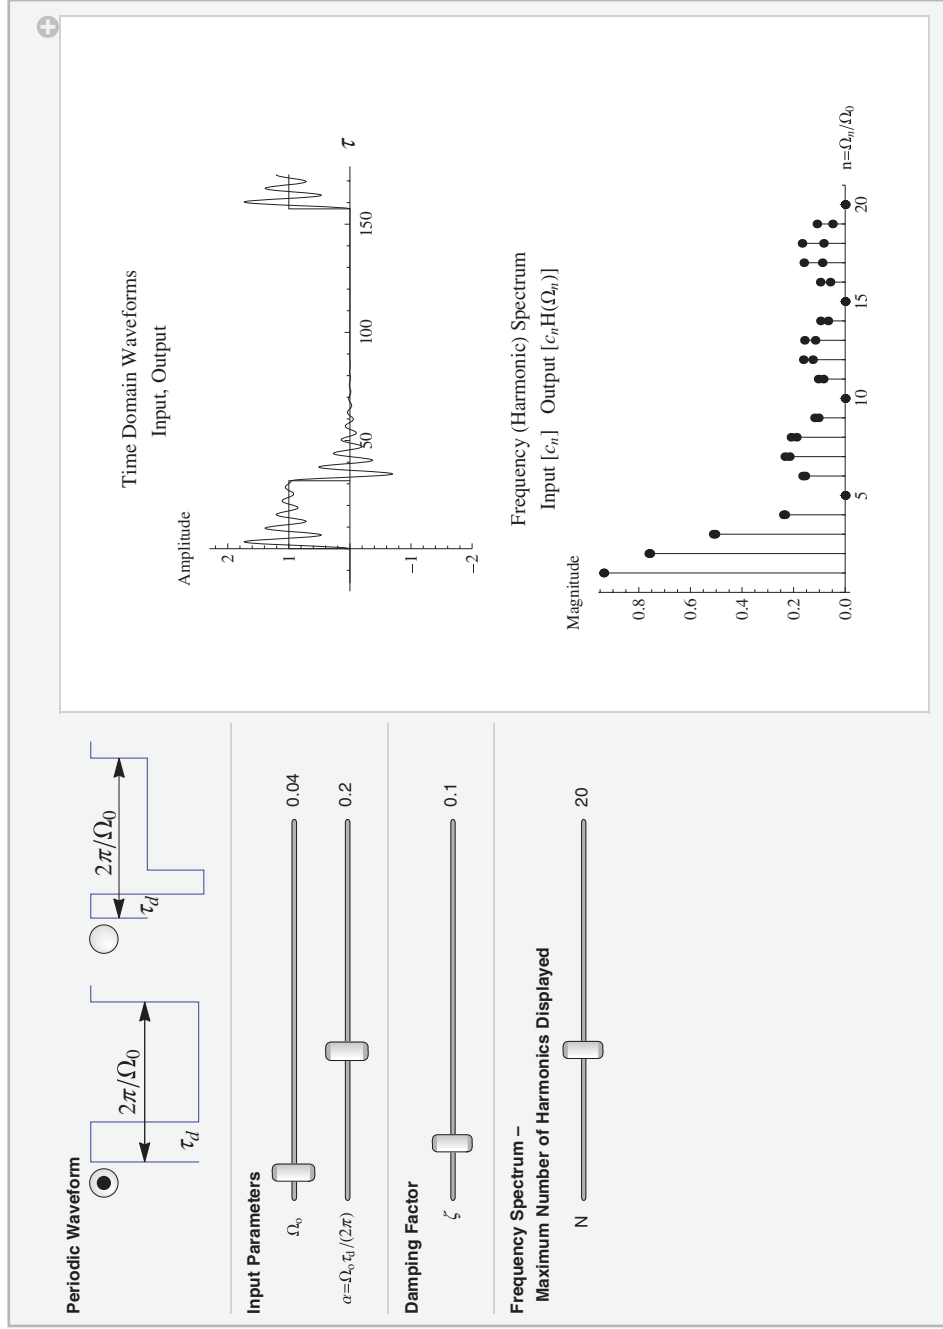 Periodic Waveform
2π/Ω0
τd
2π/Ω0
τd
Input Parameters
Ωo
0.04
α=Ωoτd/(2π)
0.2
Damping Factor
ζ
0.1
Frequency Spectrum –
Maximum Number of Harmonics Displayed
N
20
Time Domain Waveforms
Input, Output
Amplitude
2
1
−1
−2
50
100
150
τ
Frequency (Harmonic) Spectrum
Input [cn] Output [cnH(Ωn)]
Magnitude
0.8
0.6
0.4
0.2
0.0
5
10
15
20
n=Ωn/Ω0